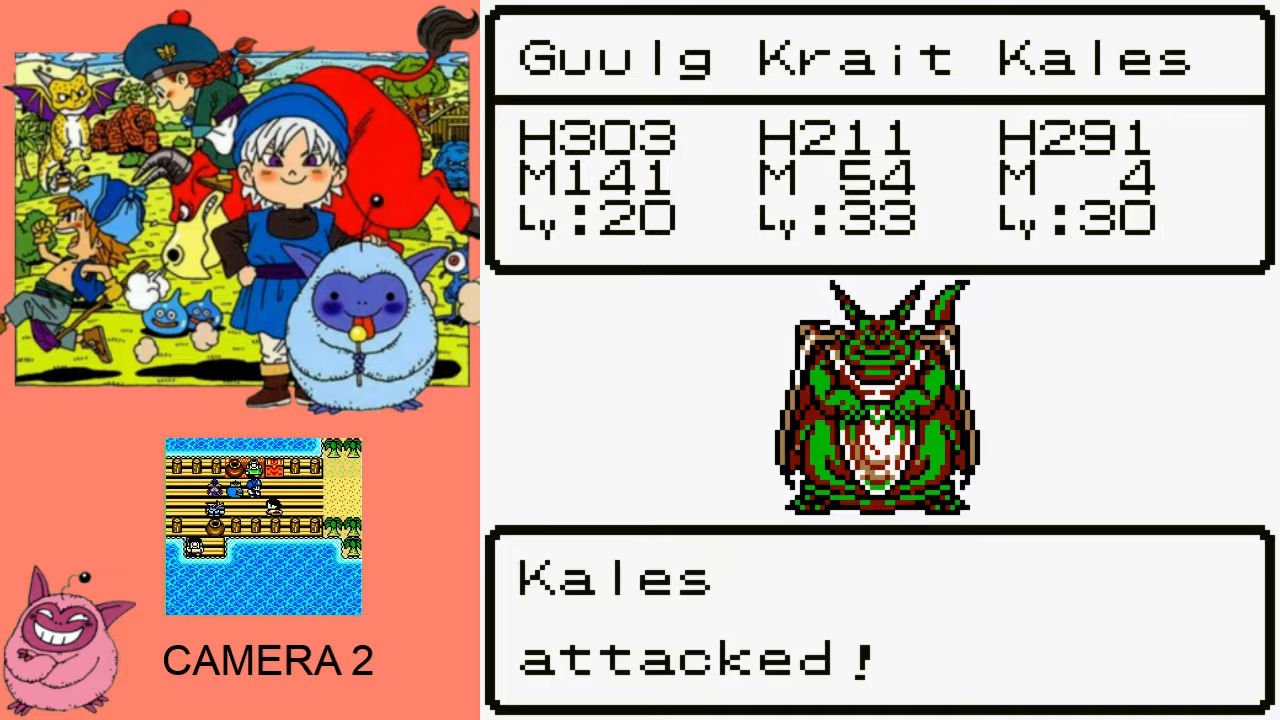 Guulg Krait Kales
H303 H211 H291
M141 M 54 M 4
Lv:20 Lv:33 Lv:30
Kales
attacked!
CAMERA 2